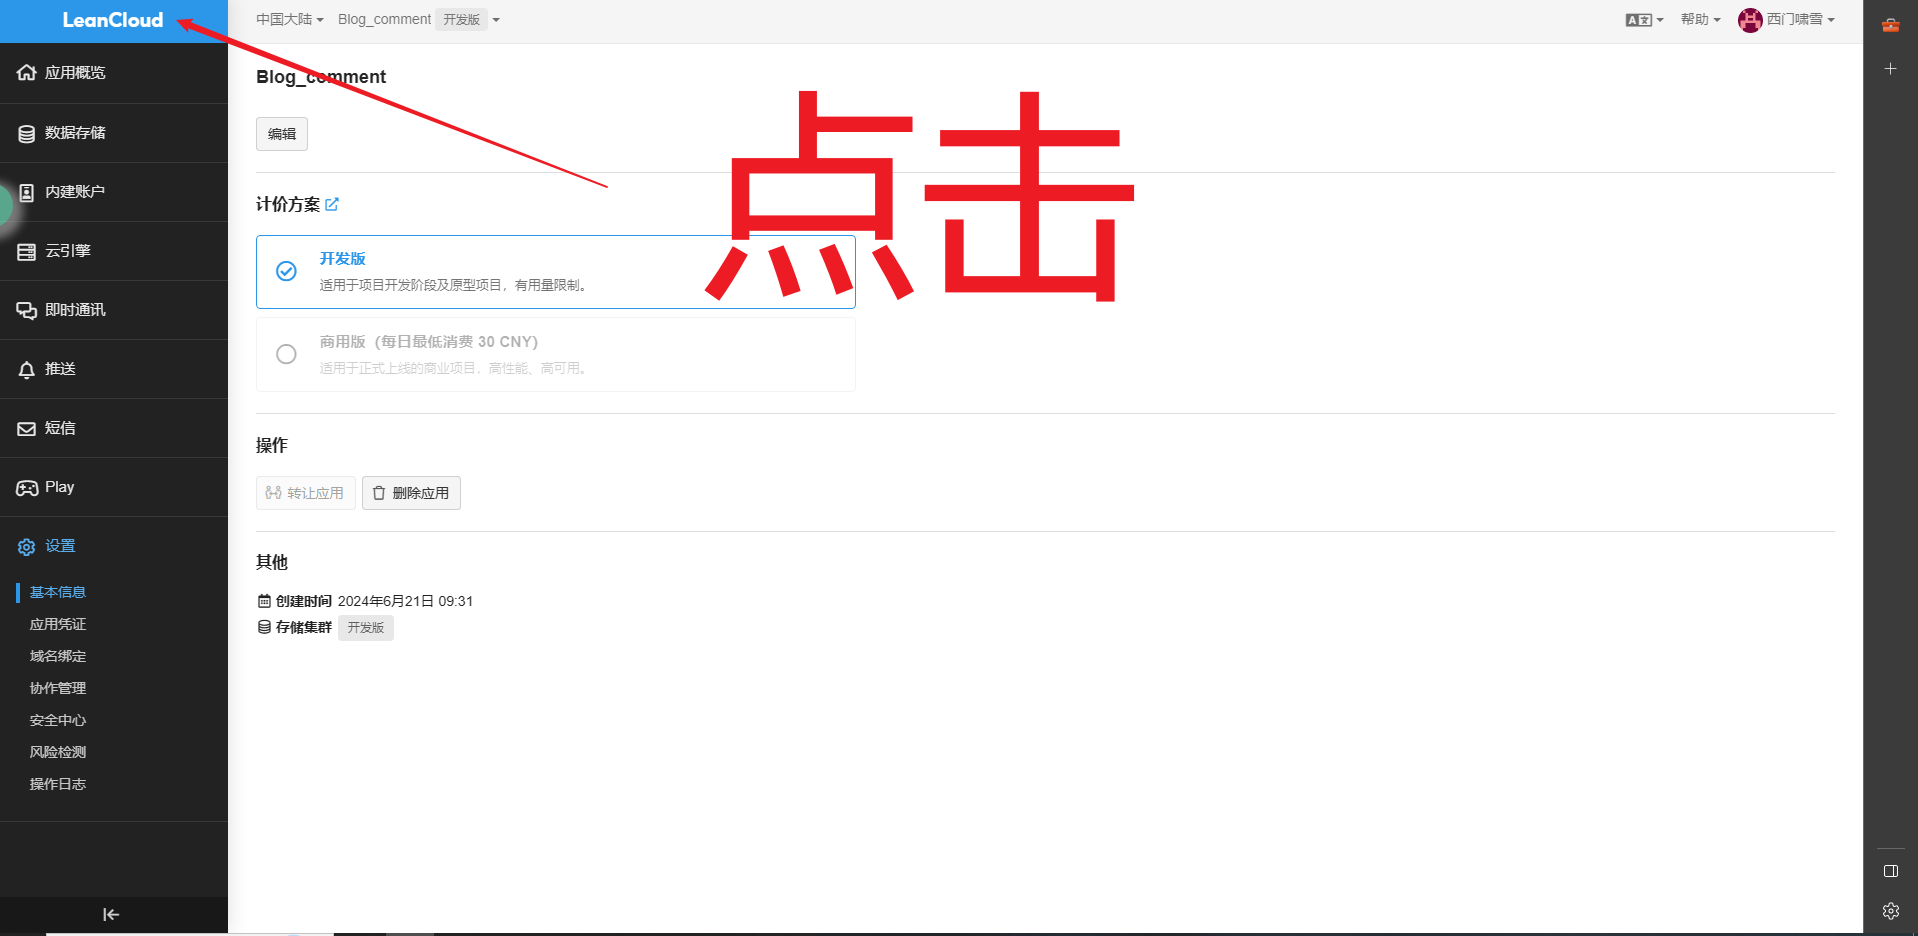 LeanCloud
中国大陆 Blog_comment 开发版
帮助 西门啸雪
应用概览
数据存储
内建账户
云引擎
即时通讯
推送
短信
Play
设置
基本信息
应用凭证
域名绑定
协作管理
安全中心
风险检测
操作日志
Blog_comment
编辑
点击
计价方案
开发版
适用于项目开发阶段及原型项目，有用量限制。
商用版（每日最低消费 30 CNY）
适用于正式上线的商业项目，高性能、高可用。
操作
转让应用 删除应用
其他
创建时间 2024年6月21日 09:31
存储集群 开发版